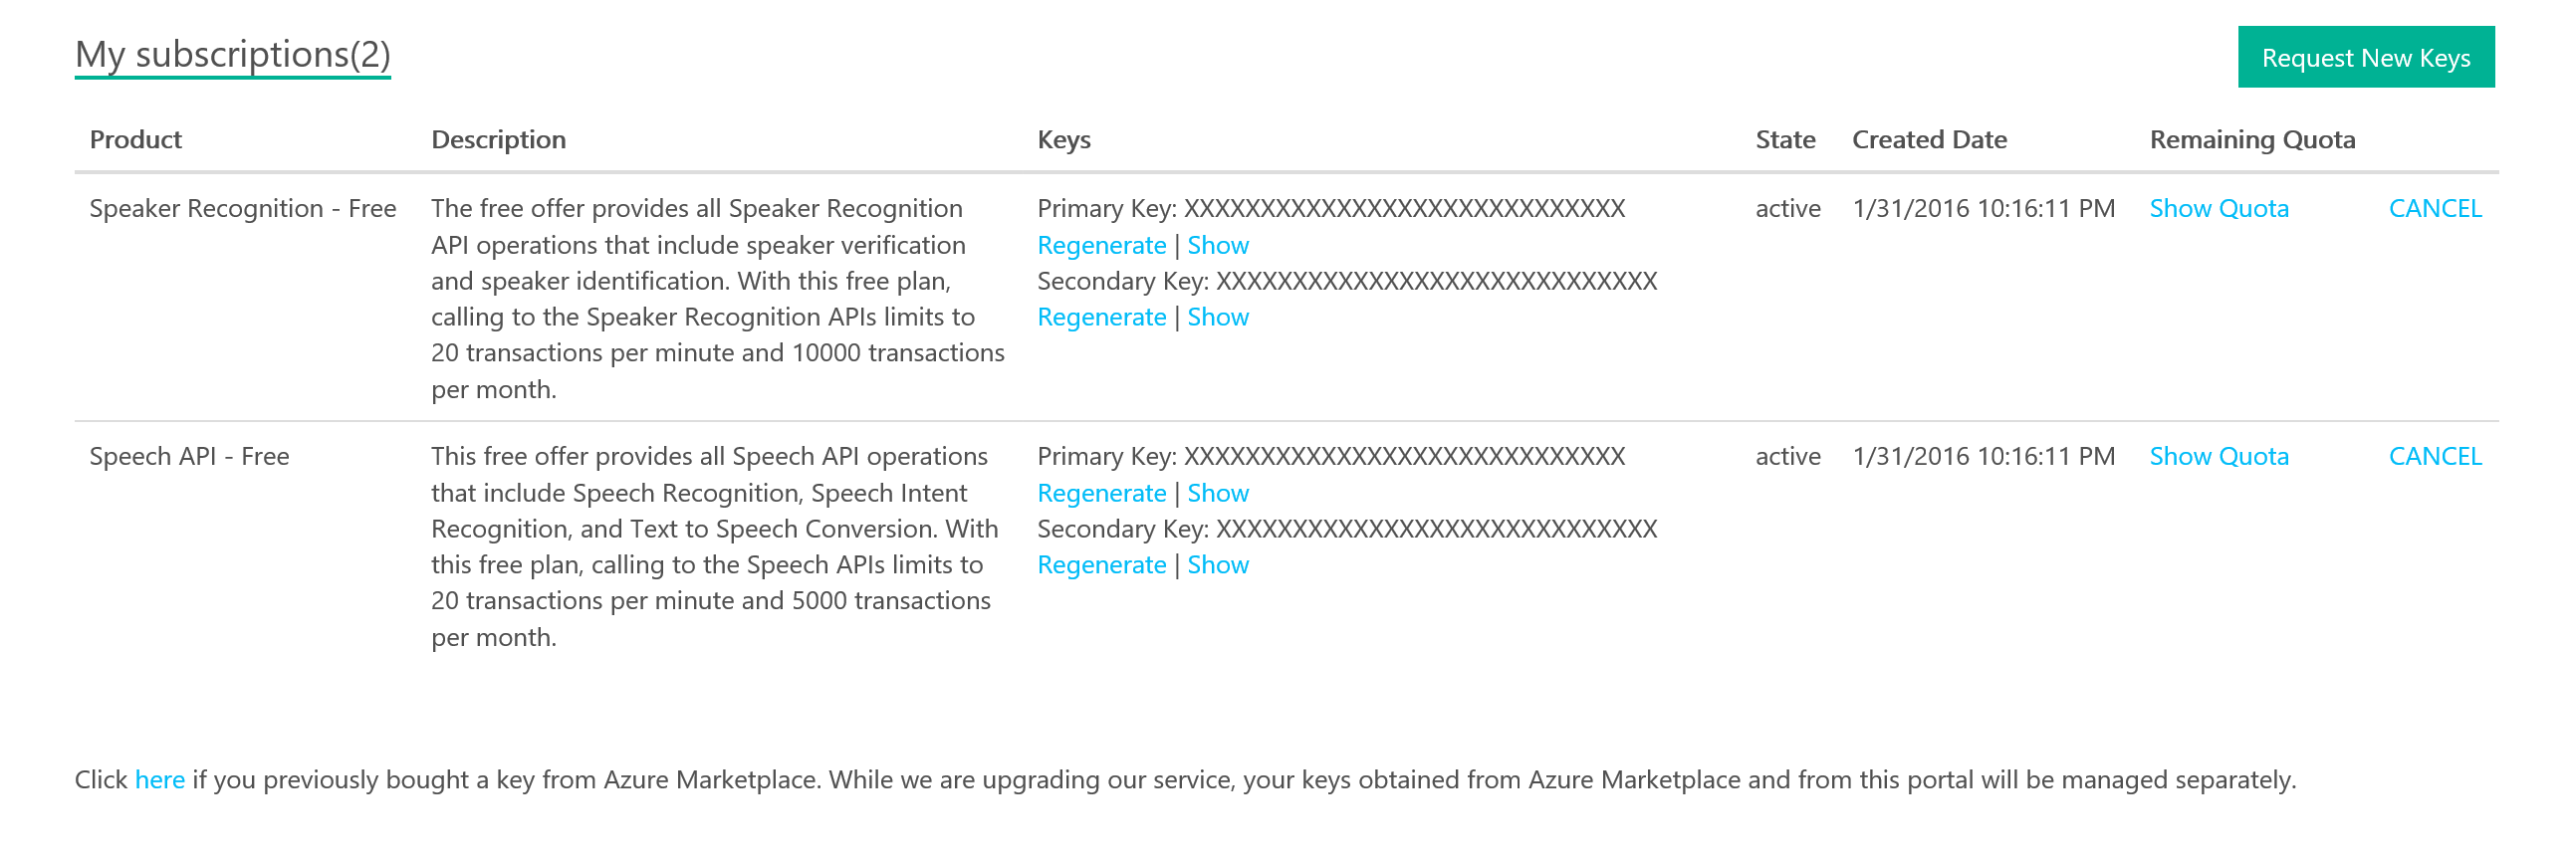 My subscriptions(2)
Request New Keys
Product Description Keys State Created Date Remaining Quota
Speaker Recognition - Free
The free offer provides all Speaker Recognition
API operations that include speaker verification
and speaker identification. With this free plan,
calling to the Speaker Recognition APIs limits to
20 transactions per minute and 10000 transactions
per month.
Primary Key: XXXXXXXXXXXXXXXXXXXXXXXXXXXXX
Regenerate | Show
Secondary Key: XXXXXXXXXXXXXXXXXXXXXXXXXXXXX
Regenerate | Show
active
1/31/2016 10:16:11 PM
Show Quota
CANCEL
Speech API - Free
This free offer provides all Speech API operations
that include Speech Recognition, Speech Intent
Recognition, and Text to Speech Conversion. With
this free plan, calling to the Speech APIs limits to
20 transactions per minute and 5000 transactions
per month.
Primary Key: XXXXXXXXXXXXXXXXXXXXXXXXXXXXX
Regenerate | Show
Secondary Key: XXXXXXXXXXXXXXXXXXXXXXXXXXXXX
Regenerate | Show
active
1/31/2016 10:16:11 PM
Show Quota
CANCEL
Click here if you previously bought a key from Azure Marketplace. While we are upgrading our service, your keys obtained from Azure Marketplace and from this portal will be managed separately.